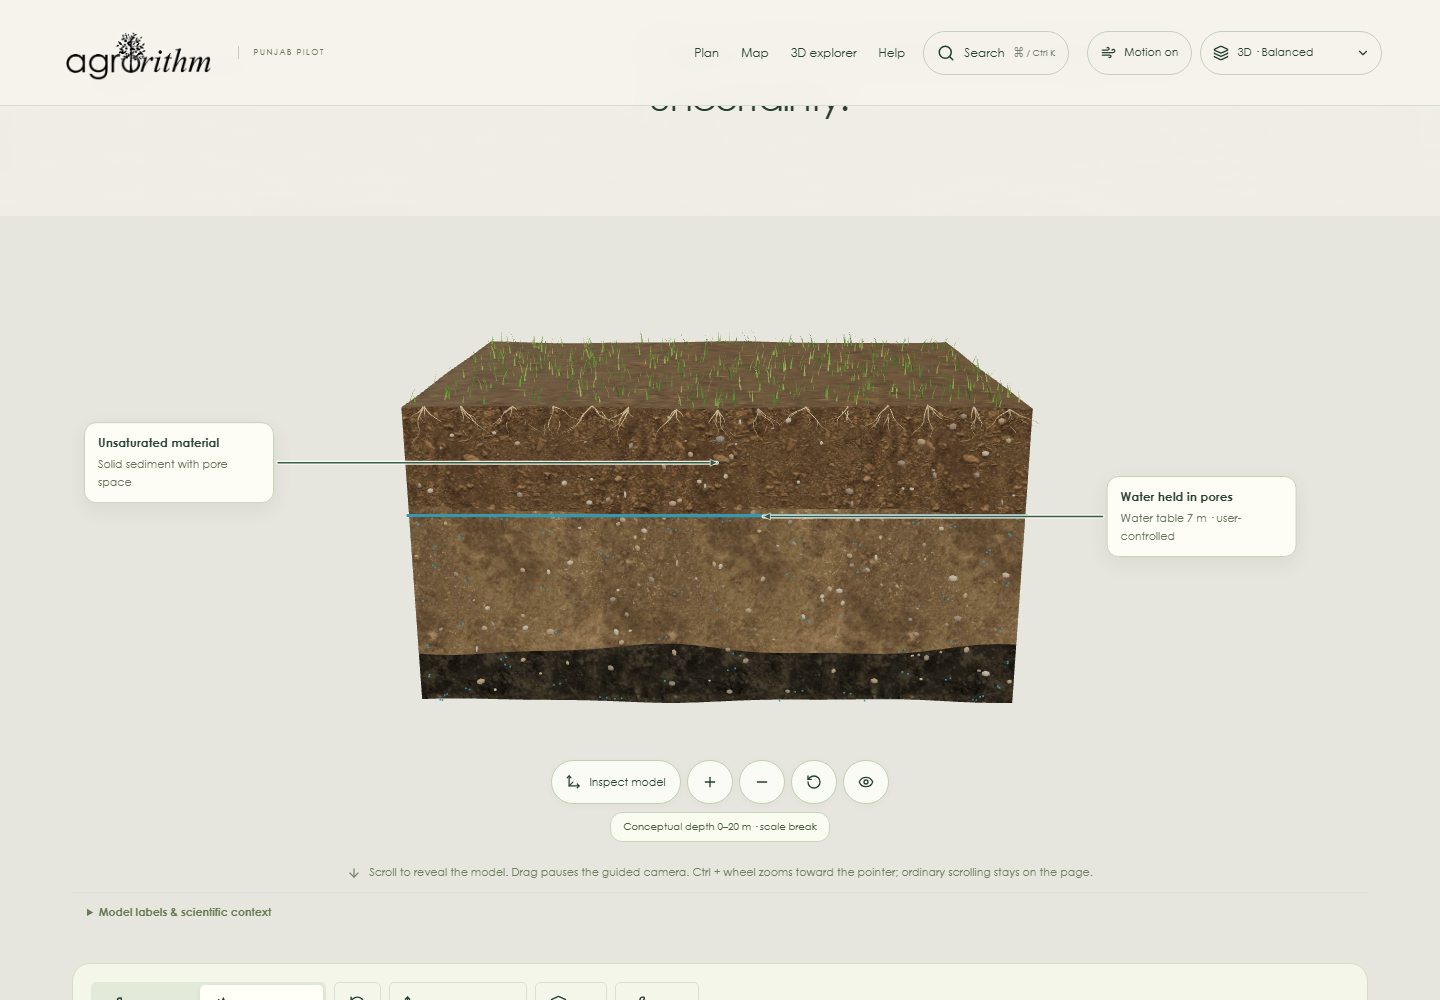 agrorithm
PUNJAB PILOT
Plan
Map
3D explorer
Help
Search ⌘ / Ctrl K
Motion on
3D · Balanced
uncertainty.
Unsaturated material
Solid sediment with pore
space
Water held in pores
Water table 7 m · user-
controlled
Inspect model
Conceptual depth 0–20 m · scale break
Scroll to reveal the model. Drag pauses the guided camera. Ctrl + wheel zooms toward the pointer; ordinary scrolling stays on the page.
Model labels & scientific context